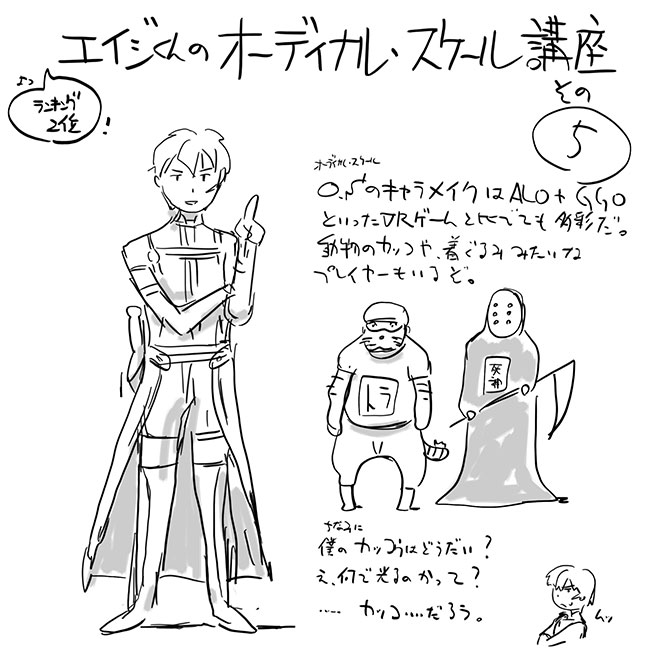 エイジくんのオーディカル・スケール講座
その
5
よっ
ランキング
2位
!
オーディカル・スケール
O.Sのキャラメイクは ALOや GGO
といったVRゲームと比べても多彩だ。
動物のカッコや、着ぐるみみたいな
プレイヤーもいるぞ。
トラ
死神
ちなみに
僕のカッコうはどうだい?
え、何で光るのかって?
…… カッコ……だろう。
ムッ